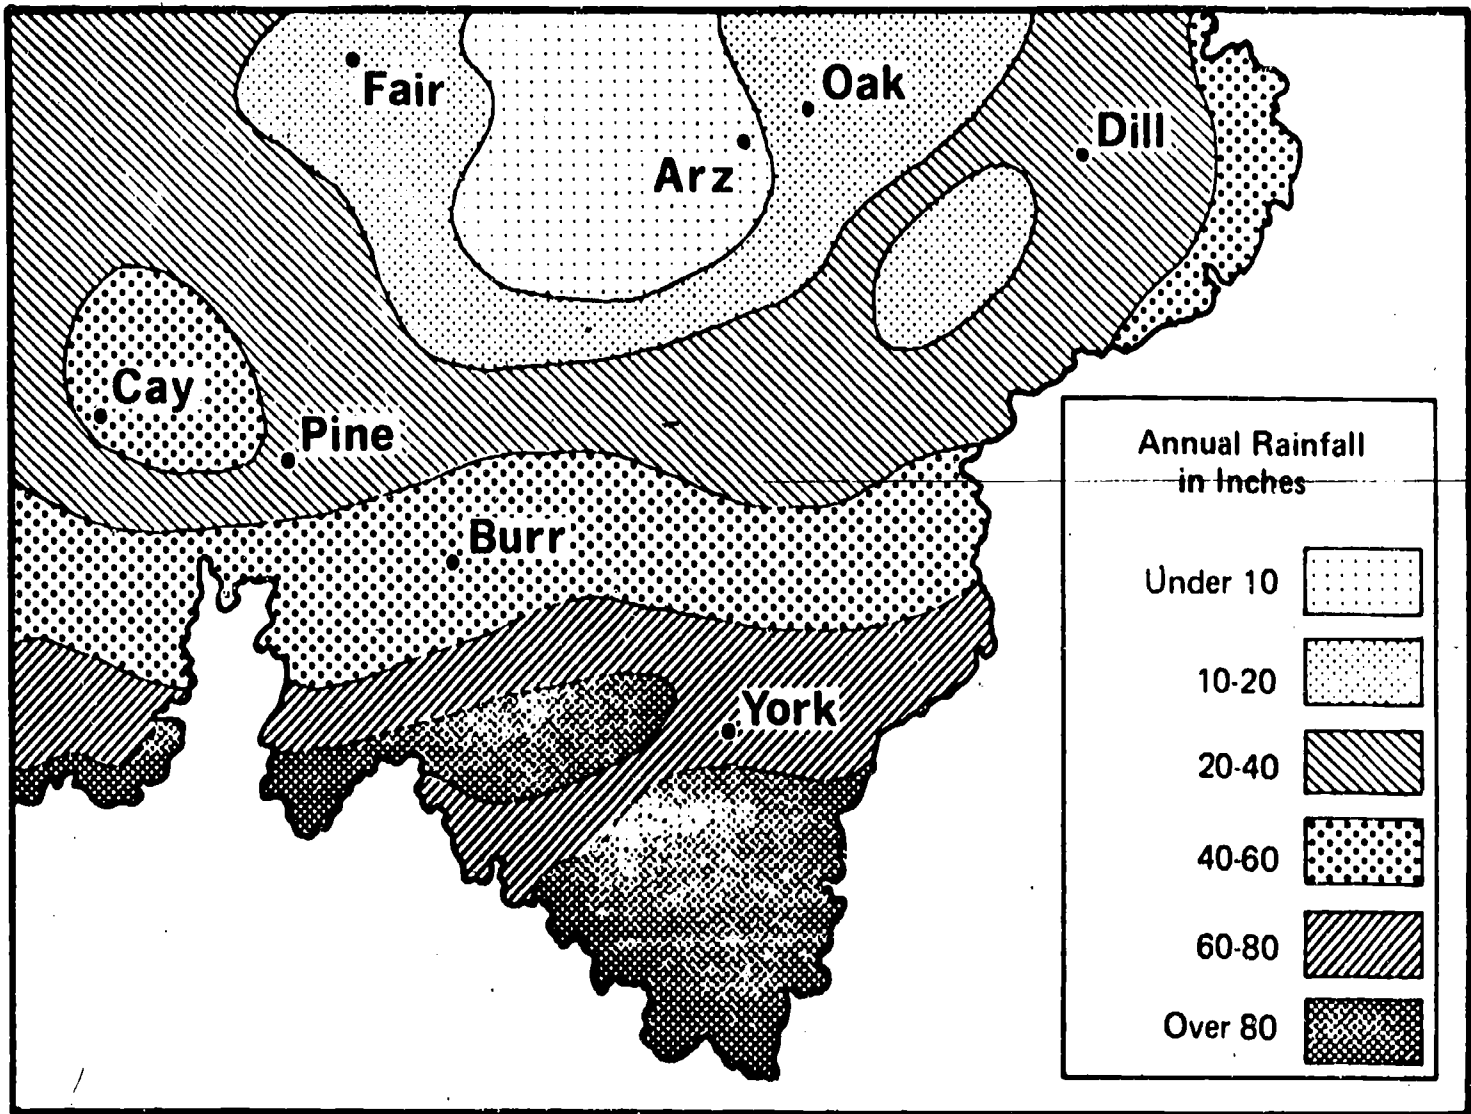 Fair
Oak
Dill
Arz
Cay
Pine
Burr
York
Annual Rainfall
in Inches
Under 10
10-20
20-40
40-60
60-80
Over 80